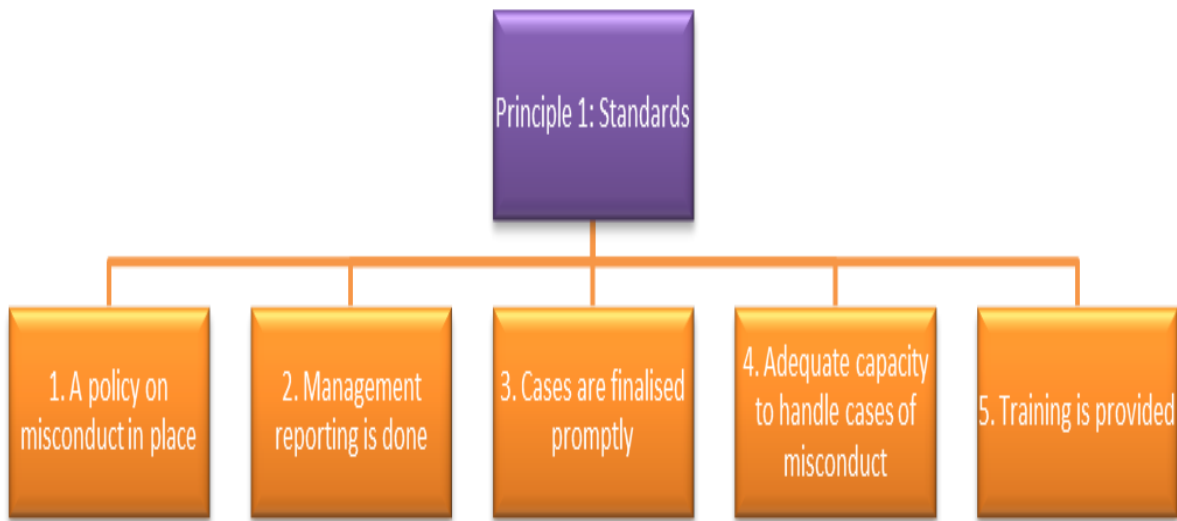 Principle 1: Standards
1. A policy on
misconduct in place
2. Management
reporting is done
3. Cases are finalised
promptly
4. Adequate capacity
to handle cases of
misconduct
5. Training is provided